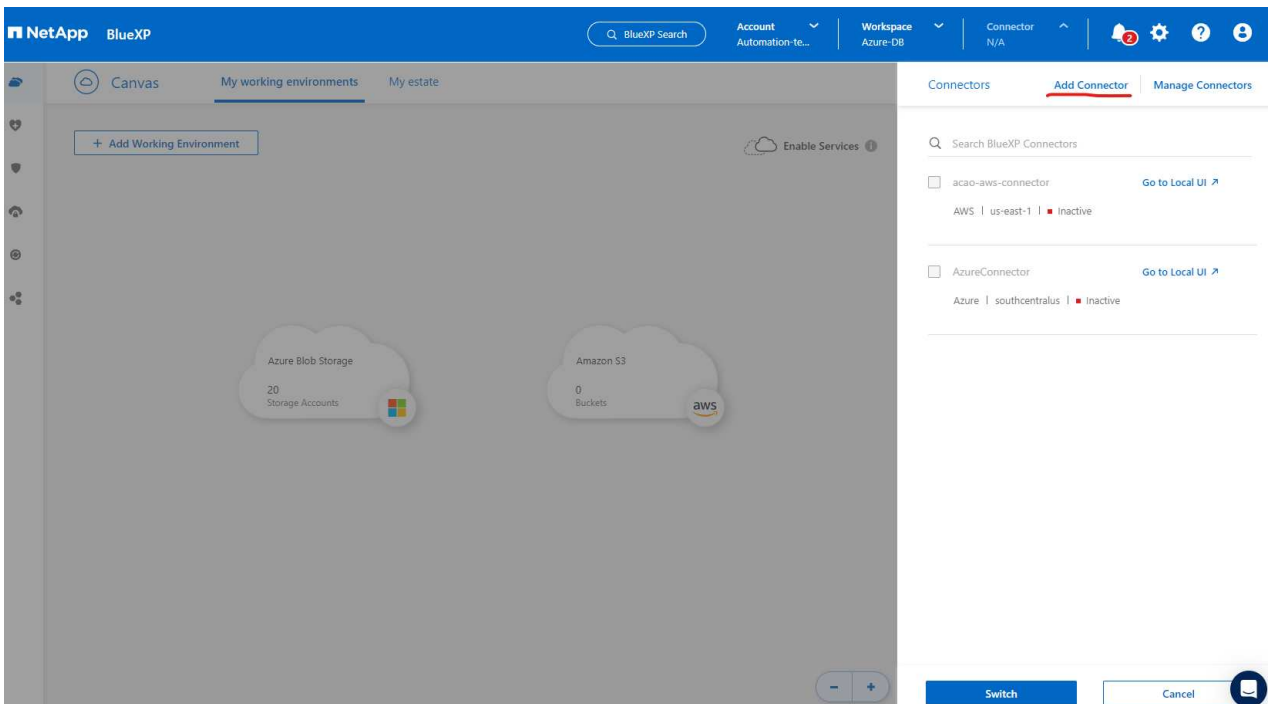 NetApp BlueXP
BlueXP Search
Account
Automation-te...
Workspace
Azure-DB
Connector
N/A
2
Canvas
My working environments
My estate
+ Add Working Environment
Enable Services
Azure Blob Storage
20
Storage Accounts
Amazon S3
0
Buckets
aws
Connectors
Add Connector
Manage Connectors
Search BlueXP Connectors
acao-aws-connector
Go to Local UI
AWS | us-east-1 | Inactive
AzureConnector
Go to Local UI
Azure | southcentralus | Inactive
- +
Switch
Cancel